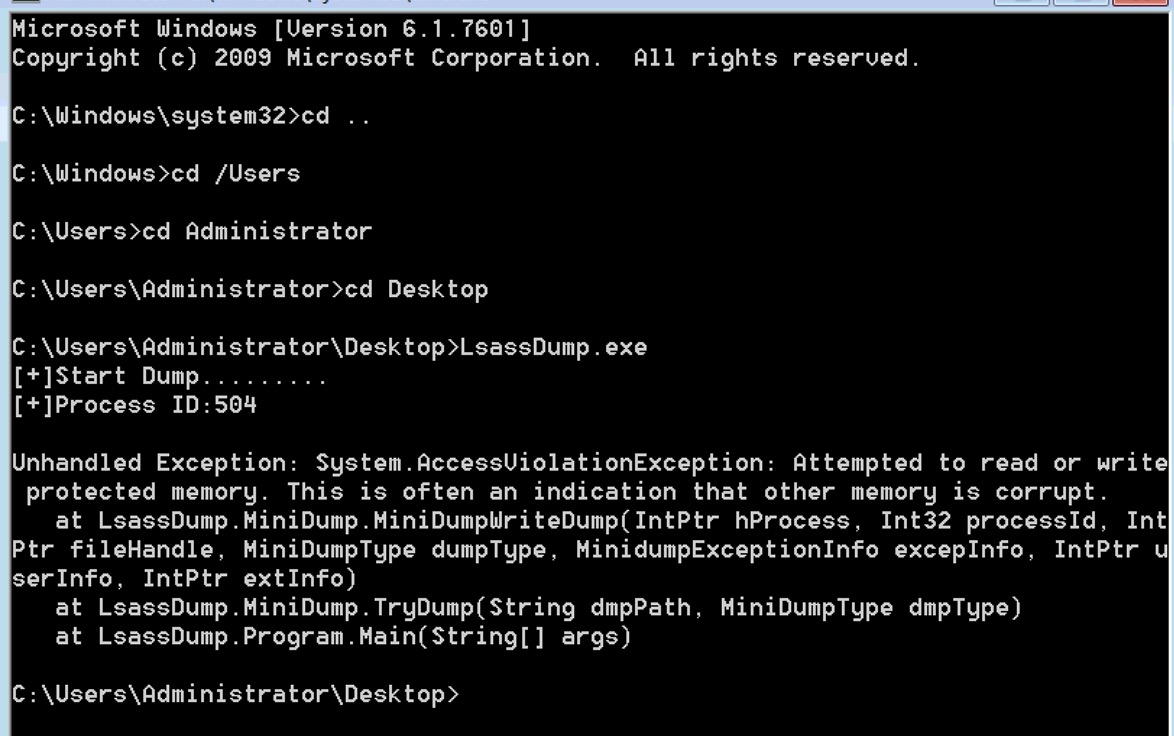 Microsoft Windows [Version 6.1.7601]
Copyright (c) 2009 Microsoft Corporation.  All rights reserved.
C:\Windows\system32>cd ..
C:\Windows>cd /Users
C:\Users>cd Administrator
C:\Users\Administrator>cd Desktop
C:\Users\Administrator\Desktop>LsassDump.exe
[+]Start Dump.........
[+]Process ID:504
Unhandled Exception: System.AccessViolationException: Attempted to read or write
 protected memory. This is often an indication that other memory is corrupt.
   at LsassDump.MiniDump.MiniDumpWriteDump(IntPtr hProcess, Int32 processId, Int
Ptr fileHandle, MiniDumpType dumpType, MinidumpExceptionInfo excepInfo, IntPtr u
serInfo, IntPtr extInfo)
   at LsassDump.MiniDump.TryDump(String dmpPath, MiniDumpType dmpType)
   at LsassDump.Program.Main(String[] args)
C:\Users\Administrator\Desktop>